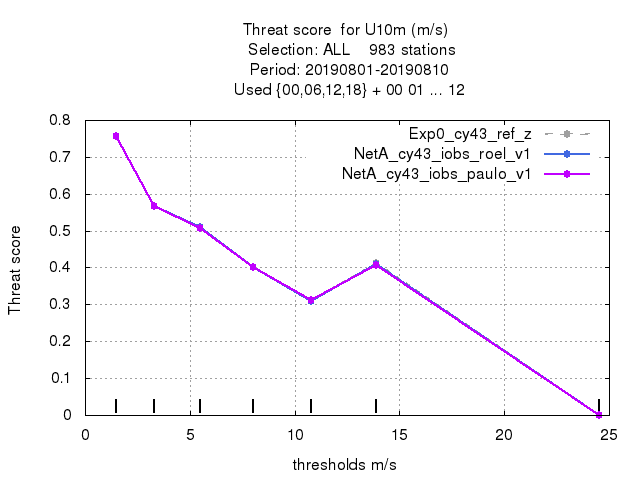 Threat score  for U10m (m/s)
Selection: ALL    983 stations
Period: 20190801-20190810
Used {00,06,12,18} + 00 01 ... 12
Exp0_cy43_ref_z
NetA_cy43_iobs_roel_v1
NetA_cy43_iobs_paulo_v1
Threat score
0.8
0.7
0.6
0.5
0.4
0.3
0.2
0.1
0
0 5 10 15 20 25
thresholds m/s